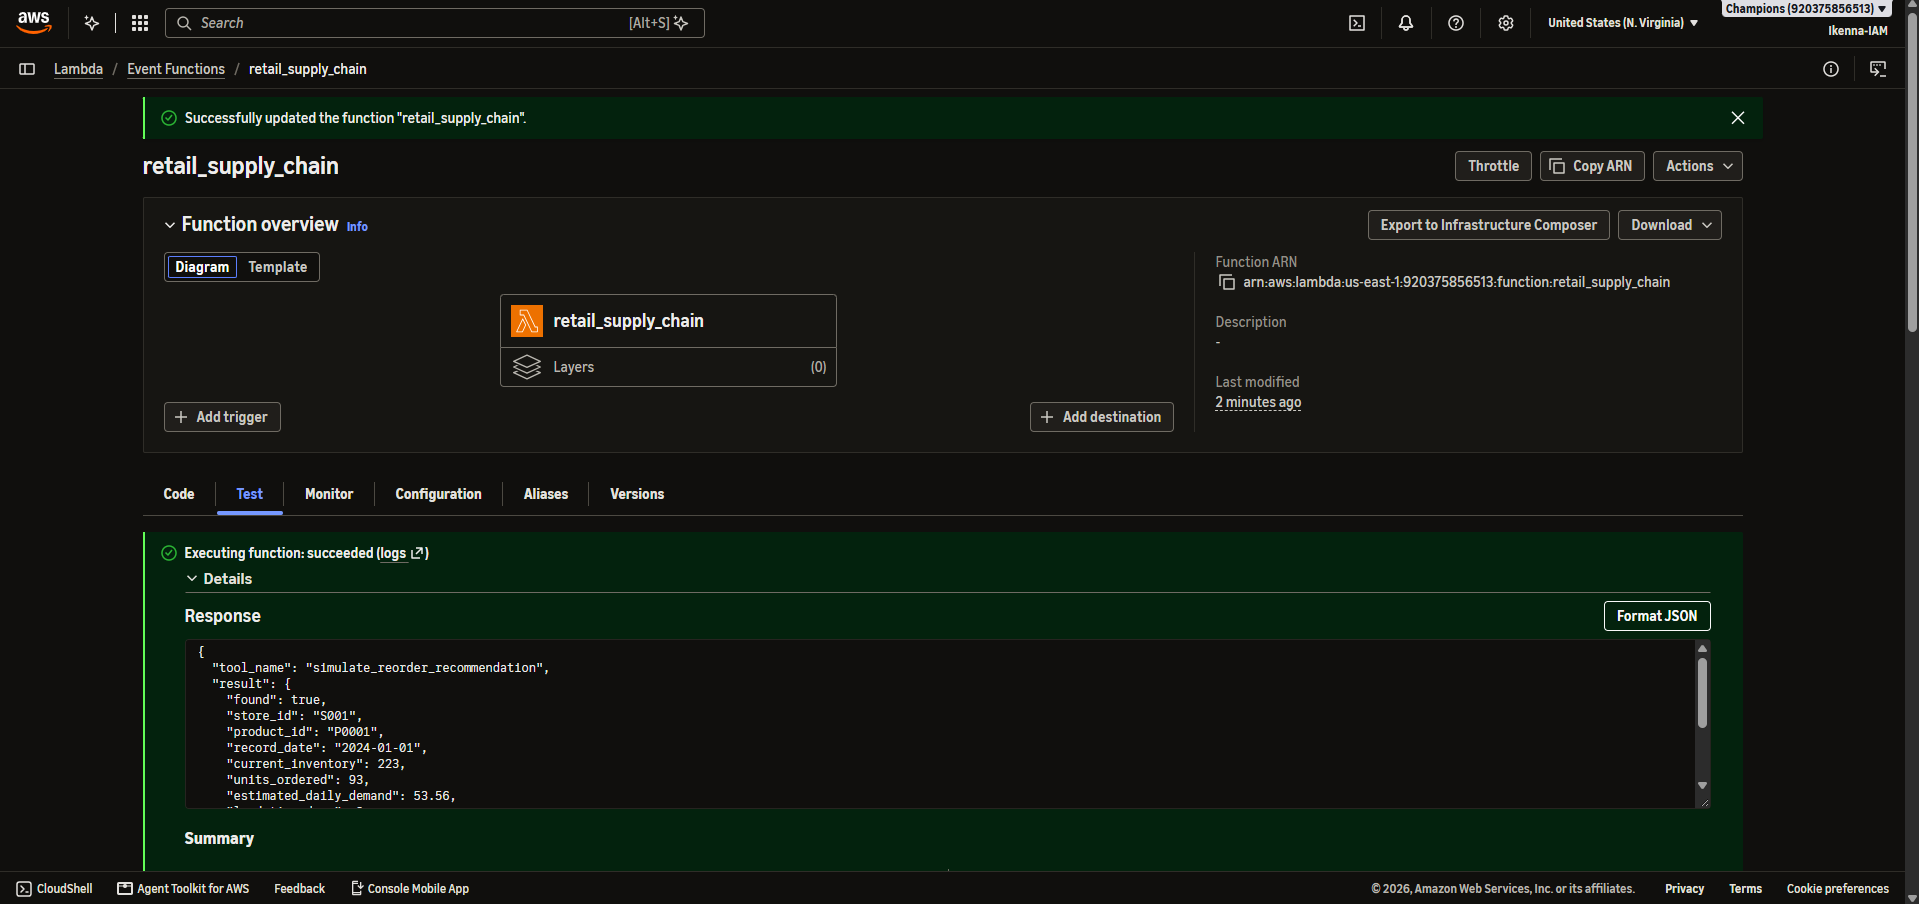 aws
Search [Alt+S]
United States (N. Virginia)
Champions (920375856513)
Ikenna-IAM
Lambda / Event Functions / retail_supply_chain
Successfully updated the function "retail_supply_chain".
retail_supply_chain
Throttle Copy ARN Actions
Function overview Info
Export to Infrastructure Composer Download
Diagram Template
Function ARN
arn:aws:lambda:us-east-1:920375856513:function:retail_supply_chain
retail_supply_chain
Description
-
Layers (0)
Last modified
2 minutes ago
Add trigger Add destination
Code Test Monitor Configuration Aliases Versions
Executing function: succeeded (logs)
Details
Response Format JSON
{
"tool_name": "simulate_reorder_recommendation",
"result": {
"found": true,
"store_id": "S001",
"product_id": "P0001",
"record_date": "2024-01-01",
"current_inventory": 223,
"units_ordered": 93,
"estimated_daily_demand": 53.56,
Summary
CloudShell Agent Toolkit for AWS Feedback Console Mobile App © 2026, Amazon Web Services, Inc. or its affiliates. Privacy Terms Cookie preferences